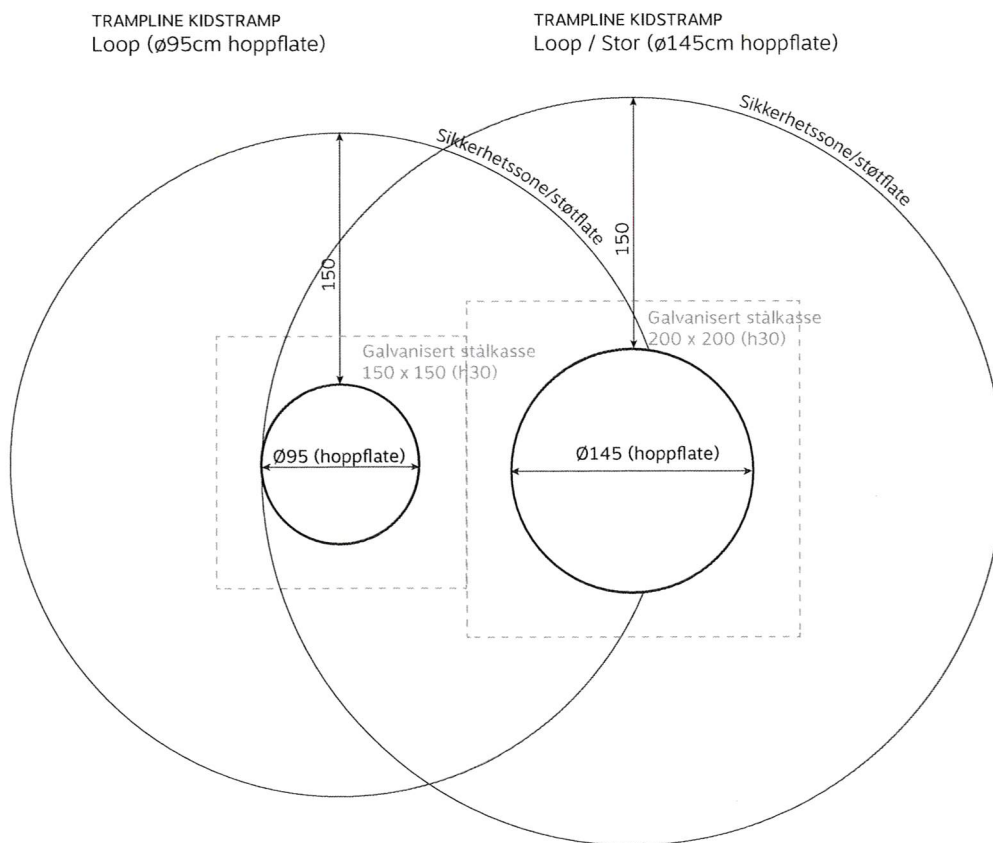 TRAMPLINE KIDSTRAMP
Loop (ø95cm hoppflate)
TRAMPLINE KIDSTRAMP
Loop / Stor (ø145cm hoppflate)
Sikkerhetssone/støtflate
Sikkerhetssone/støtflate
150
150
Galvanisert stålkasse
150 x 150 (h30)
Galvanisert stålkasse
200 x 200 (h30)
Ø95 (hoppflate)
Ø145 (hoppflate)